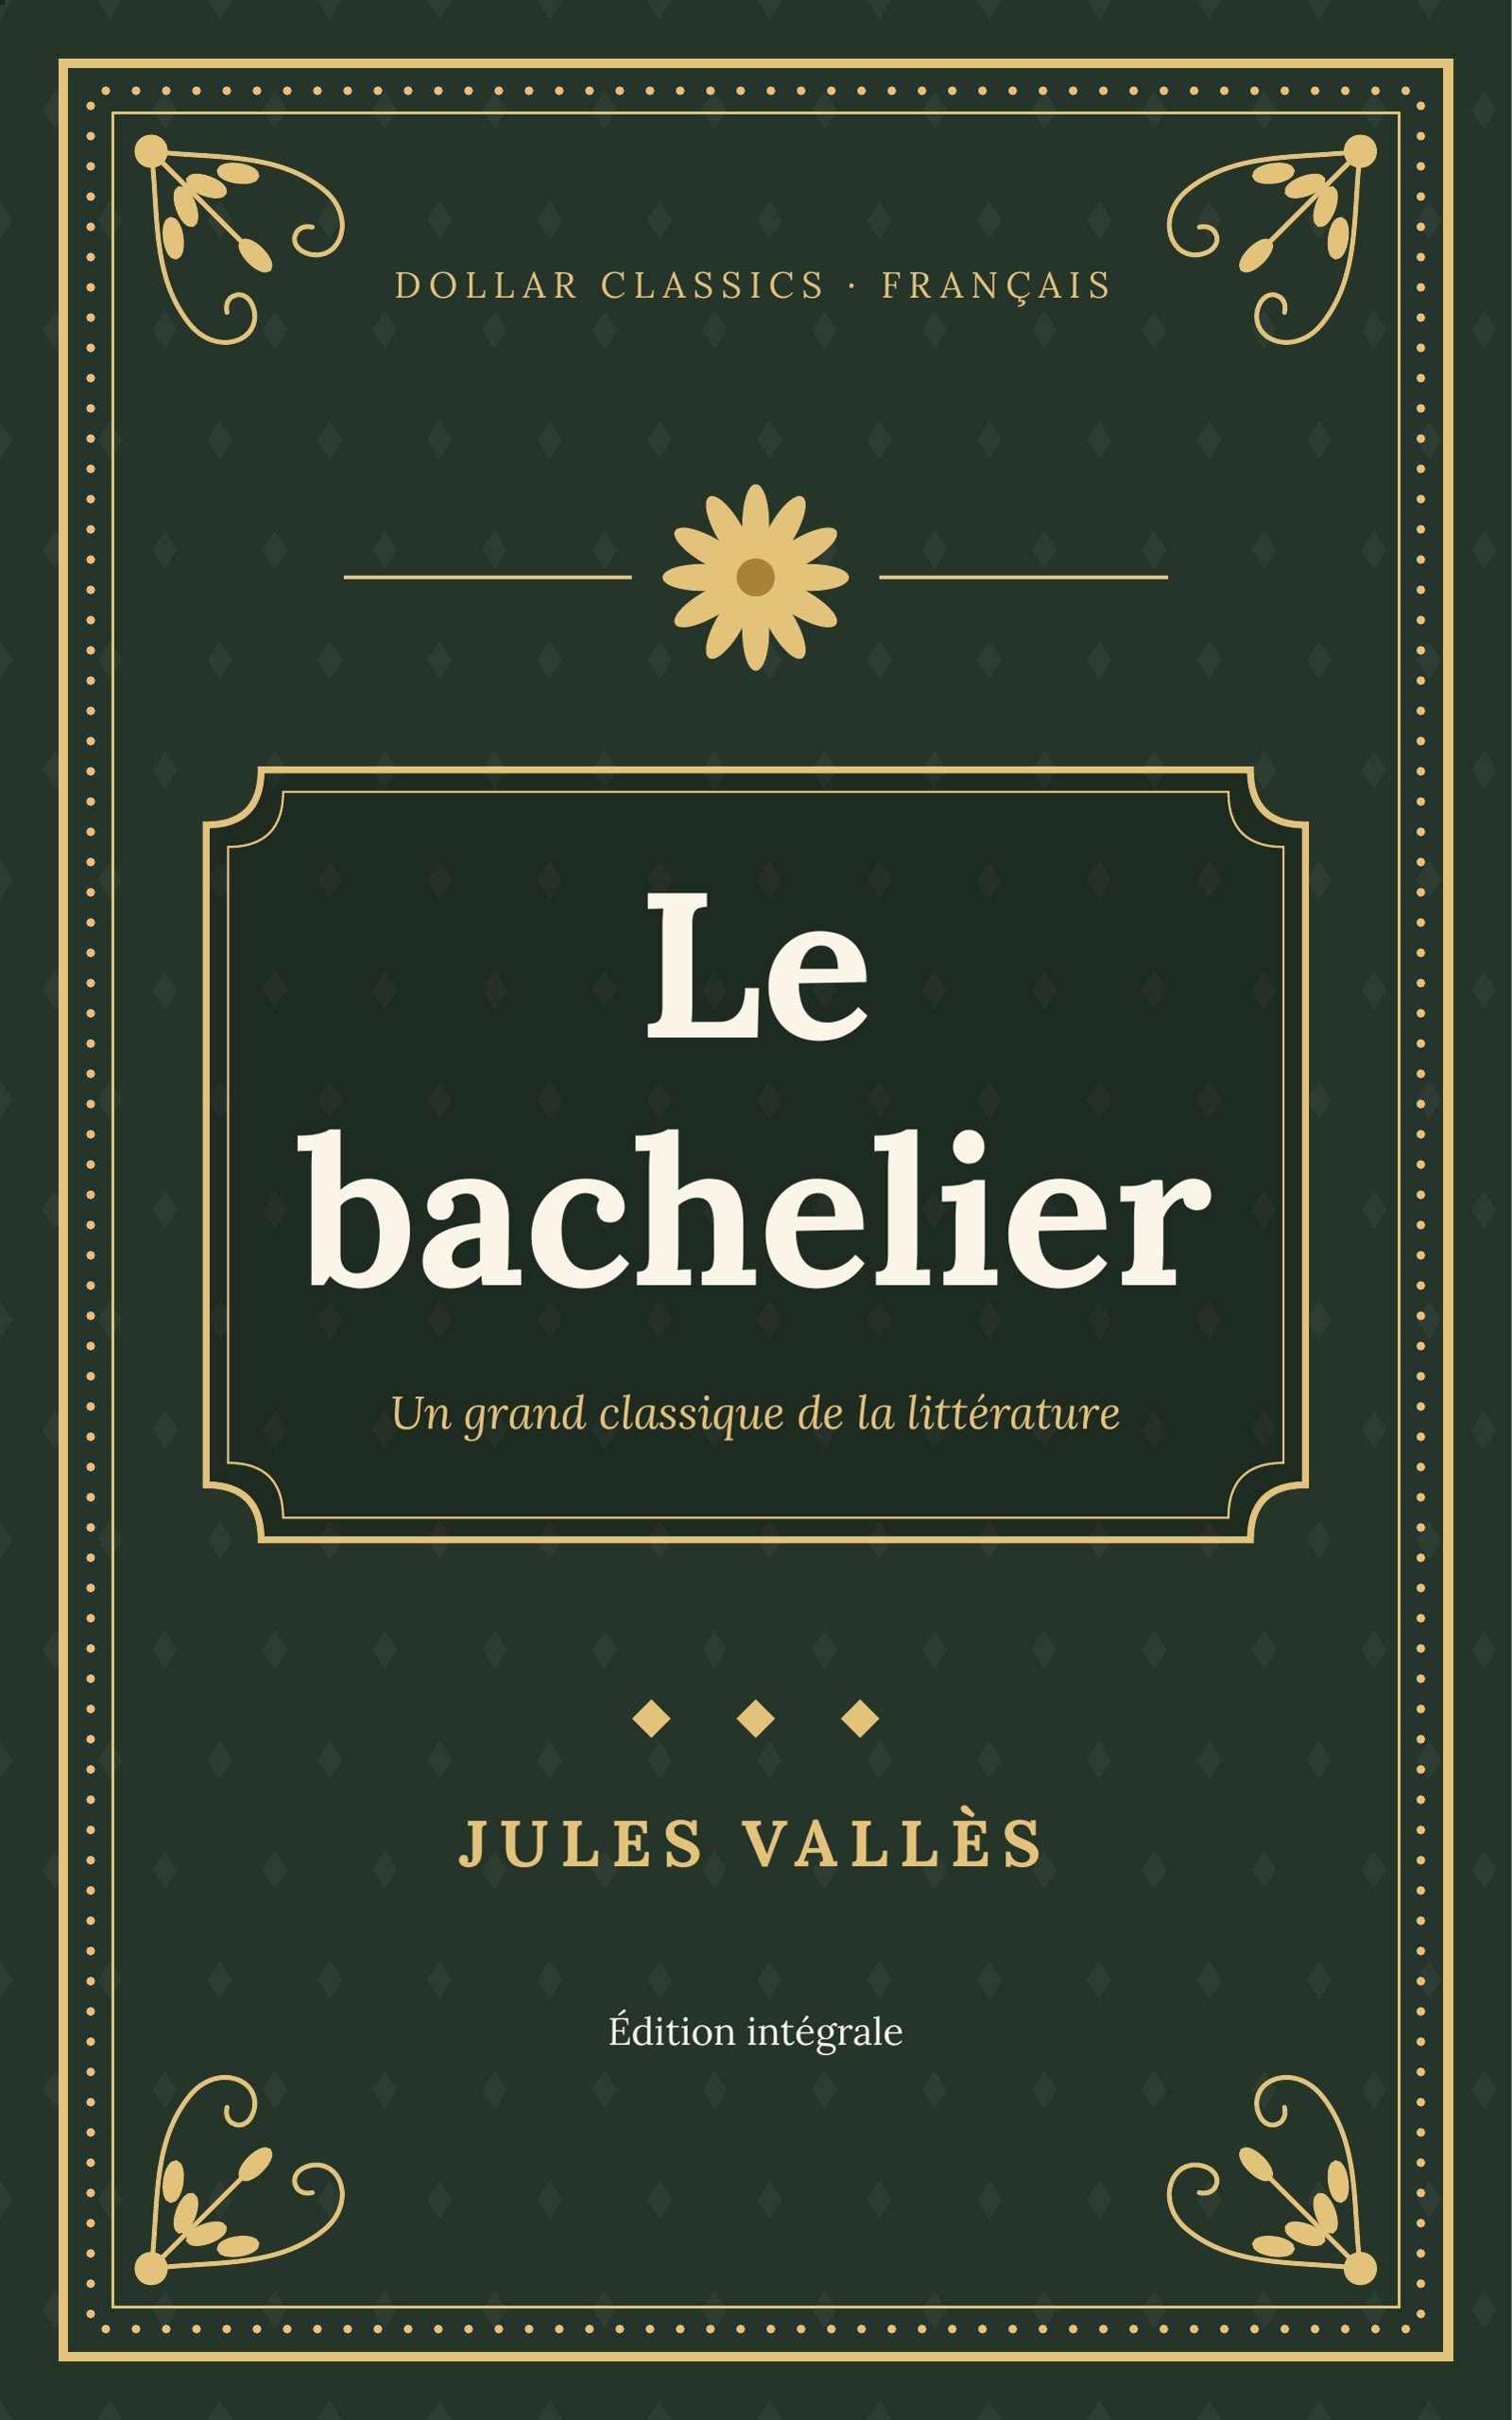 DOLLAR CLASSICS · FRANÇAIS
Le
bachelier
Un grand classique de la littérature
JULES VALLÈS
Édition intégrale